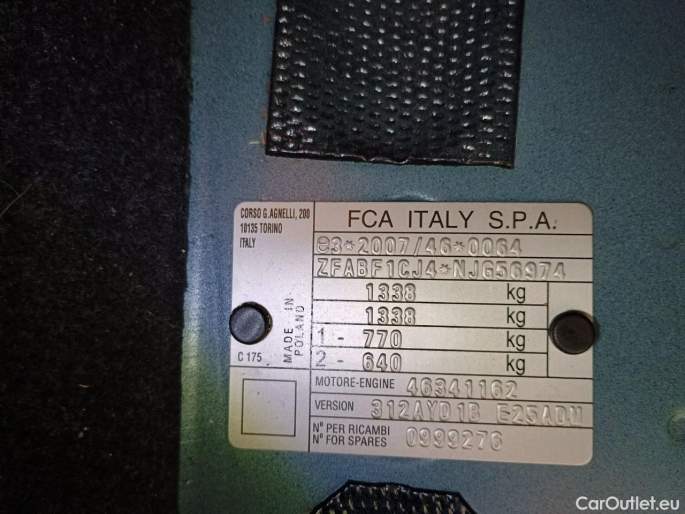 CORSO G.AGNELLI, 200
10135 TORINO
ITALY
FCA ITALY S.P.A.
e3*2007/46*0064
ZFABF1CJ4*NJG56974
1338 kg
1338 kg
1 - 770 kg
2 - 640 kg
MADE IN
POLAND
C 175
MOTORE-ENGINE 46341162
VERSION 312AYD1B E25A0M
N° PER RICAMBI
N° FOR SPARES 0999276
CarOutlet.eu